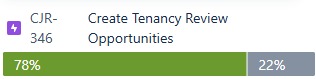 CJR-
346
Create Tenancy Review
Opportunities
78%
22%